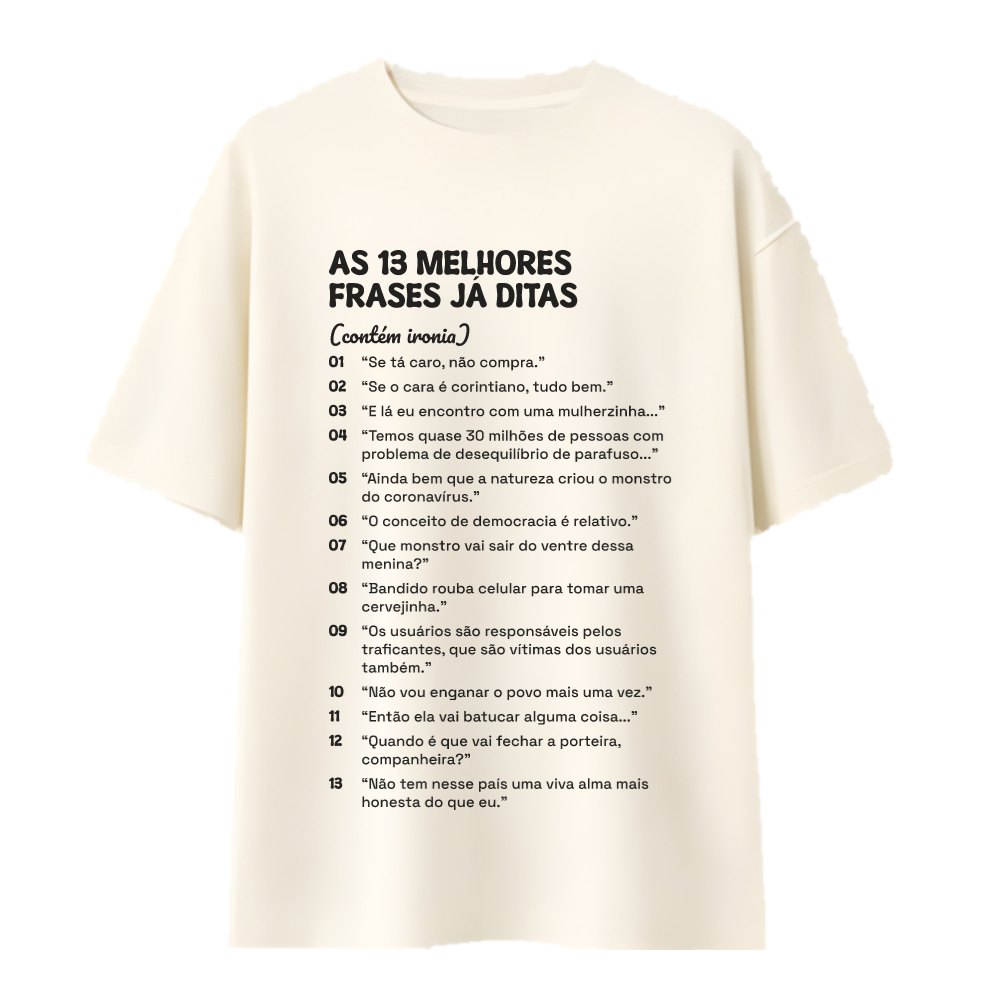 AS 13 MELHORES
FRASES JÁ DITAS
(contém ironia)
01 “Se tá caro, não compra.”
02 “Se o cara é corintiano, tudo bem.”
03 “E lá eu encontro com uma mulherzinha...”
04 “Temos quase 30 milhões de pessoas com
problema de desequilíbrio de parafuso...”
05 “Ainda bem que a natureza criou o monstro
do coronavírus.”
06 “O conceito de democracia é relativo.”
07 “Que monstro vai sair do ventre dessa
menina?”
08 “Bandido rouba celular para tomar uma
cervejinha.”
09 “Os usuários são responsáveis pelos
traficantes, que são vítimas dos usuários
também.”
10 “Não vou enganar o povo mais uma vez.”
11 “Então ela vai batucar alguma coisa...”
12 “Quando é que vai fechar a porteira,
companheira?”
13 “Não tem nesse país uma viva alma mais
honesta do que eu.”